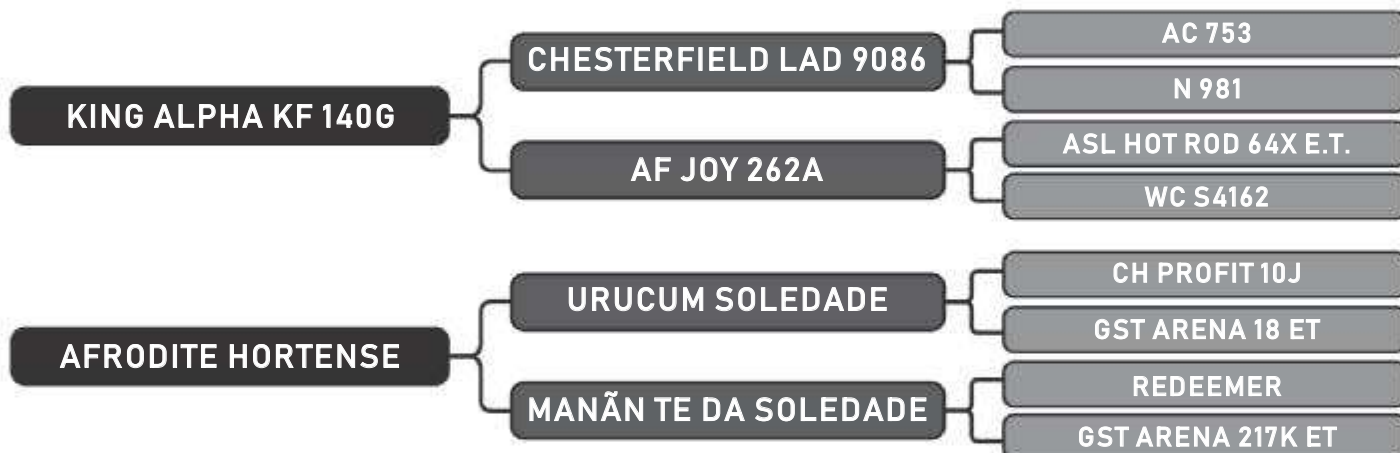 KING ALPHA KF 140G
CHESTERFIELD LAD 9086
AC 753
N 981
AF JOY 262A
ASL HOT ROD 64X E.T.
WC S4162
AFRODITE HORTENSE
URUCUM SOLEDADE
CH PROFIT 10J
GST ARENA 18 ET
MANÃN TE DA SOLEDADE
REDEEMER
GST ARENA 217K ET